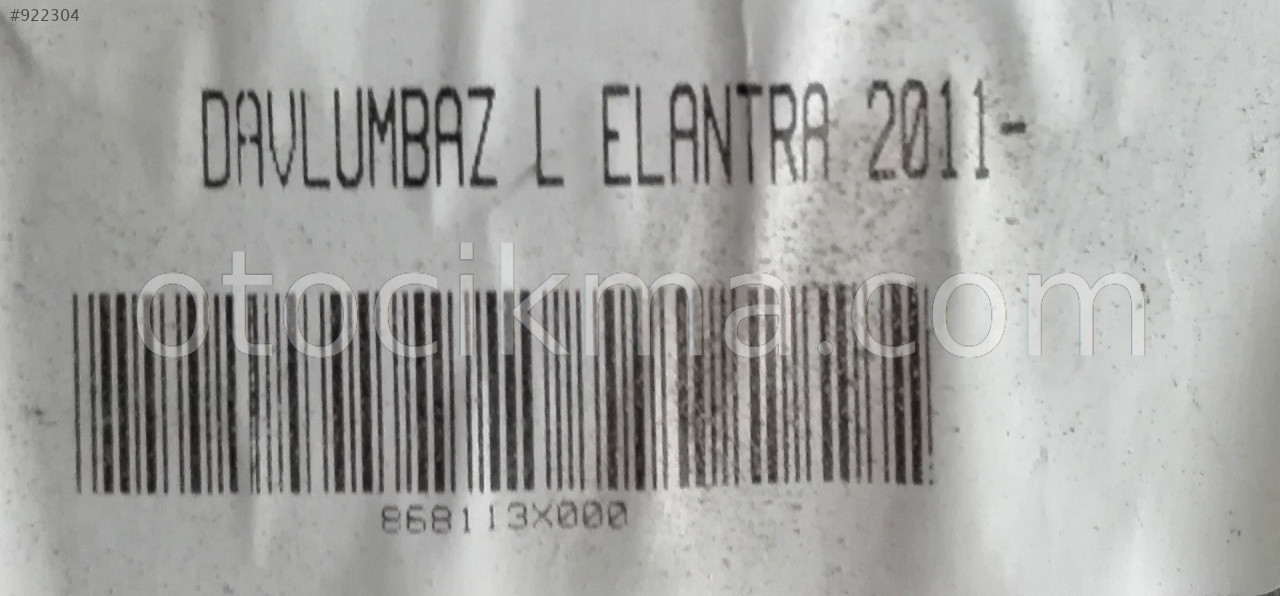 #922304
DAVLUMBAZ L ELANTRA 2011-
otocikma.com
868113X000